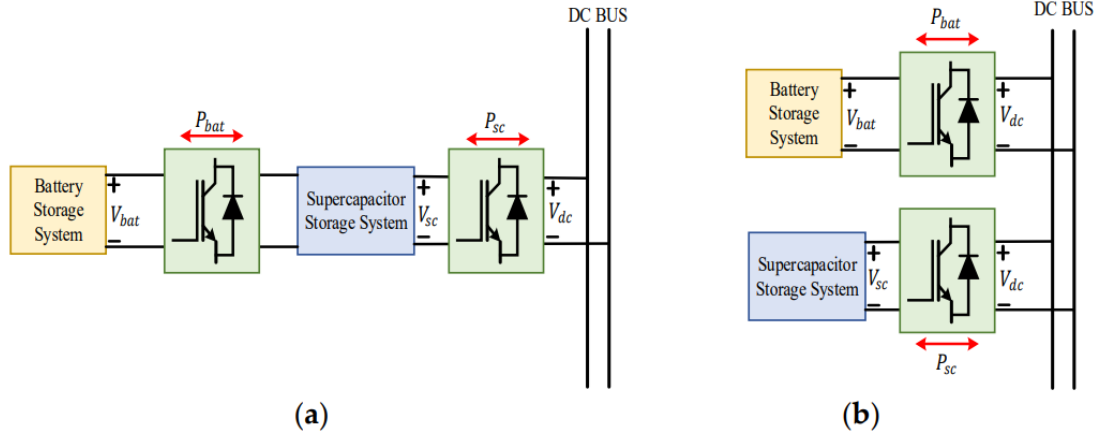 DC BUS
P_bat
P_sc
Battery
Storage
System
+
V_bat
−
Supercapacitor
Storage System
+
V_sc
−
+
V_dc
−
(a)
DC BUS
P_bat
Battery
Storage
System
+
V_bat
−
+
V_dc
−
Supercapacitor
Storage System
+
V_sc
−
+
V_dc
−
P_sc
(b)